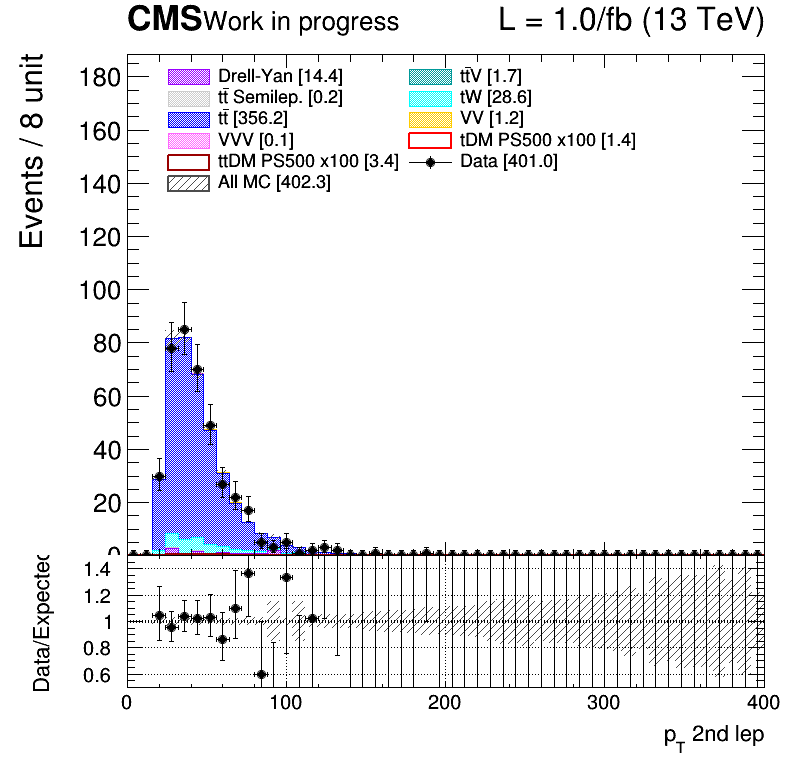 CMS Work in progress L = 1.0/fb (13 TeV)
Events / 8 unit
180
160
140
120
100
80
60
40
20
0
Drell-Yan [14.4] tt̄V [1.7]
tt̄ Semilep. [0.2] tW [28.6]
tt̄ [356.2] VV [1.2]
VVV [0.1] tDM PS500 x100 [1.4]
ttDM PS500 x100 [3.4] Data [401.0]
All MC [402.3]
Data/Expected
1.4
1.2
1
0.8
0.6
0 100 200 300 400
p_T 2nd lep